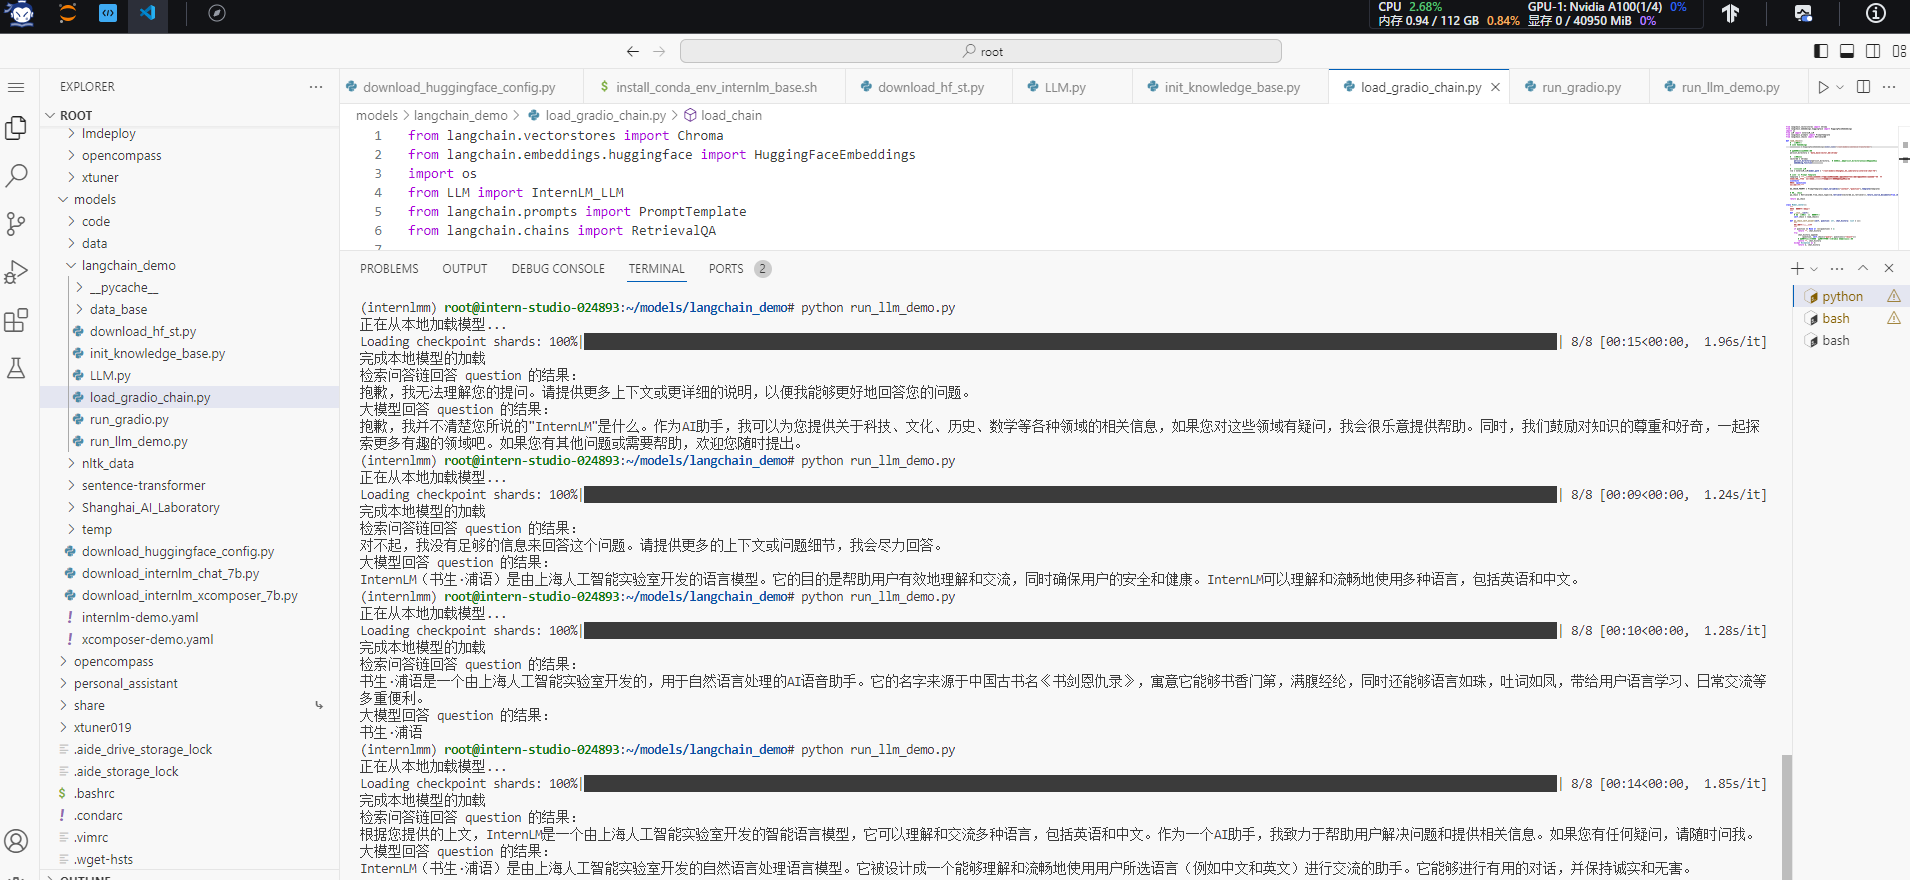 CPU 2.68% GPU-1: Nvidia A100(1/4) 0%
内存 0.94 / 112 GB 0.84% 显存 0 / 40950 MiB 0%
root
EXPLORER
download_huggingface_config.py
install_conda_env_internlm_base.sh
download_hf_st.py
LLM.py
init_knowledge_base.py
load_gradio_chain.py
run_gradio.py
run_llm_demo.py
ROOT
lmdeploy
opencompass
xtuner
models
code
data
langchain_demo
__pycache__
data_base
download_hf_st.py
init_knowledge_base.py
LLM.py
load_gradio_chain.py
run_gradio.py
run_llm_demo.py
nltk_data
sentence-transformer
Shanghai_AI_Laboratory
temp
download_huggingface_config.py
download_internlm_chat_7b.py
download_internlm_xcomposer_7b.py
internlm-demo.yaml
xcomposer-demo.yaml
opencompass
personal_assistant
share
xtuner019
.aide_drive_storage_lock
.aide_storage_lock
.bashrc
.condarc
.vimrc
.wget-hsts
OUTLINE
models > langchain_demo > load_gradio_chain.py > load_chain
1 from langchain.vectorstores import Chroma
2 from langchain.embeddings.huggingface import HuggingFaceEmbeddings
3 import os
4 from LLM import InternLM_LLM
5 from langchain.prompts import PromptTemplate
6 from langchain.chains import RetrievalQA
7
PROBLEMS OUTPUT DEBUG CONSOLE TERMINAL PORTS 2
(internlmm) root@intern-studio-024893:~/models/langchain_demo# python run_llm_demo.py
正在从本地加载模型...
Loading checkpoint shards: 100%| | 8/8 [00:15<00:00, 1.96s/it]
完成本地模型的加载
检索问答链回答 question 的结果:
抱歉，我无法理解您的提问。请提供更多上下文或更详细的说明，以便我能够更好地回答您的问题。
大模型回答 question 的结果:
抱歉，我并不清楚您所说的"InternLM"是什么。作为AI助手，我可以为您提供关于科技、文化、历史、数学等各种领域的相关信息，如果您对这些领域有疑问，我会很乐意提供帮助。同时，我们鼓励对知识的尊重和好奇，一起探
索更多有趣的领域吧。如果您有其他问题或需要帮助，欢迎您随时提出。
(internlmm) root@intern-studio-024893:~/models/langchain_demo# python run_llm_demo.py
正在从本地加载模型...
Loading checkpoint shards: 100%| | 8/8 [00:09<00:00, 1.24s/it]
完成本地模型的加载
检索问答链回答 question 的结果:
对不起，我没有足够的信息来回答这个问题。请提供更多的上下文或问题细节，我会尽力回答。
大模型回答 question 的结果:
InternLM（书生·浦语）是由上海人工智能实验室开发的语言模型。它的目的是帮助用户有效地理解和交流，同时确保用户的安全和健康。InternLM可以理解和流畅地使用多种语言，包括英语和中文。
(internlmm) root@intern-studio-024893:~/models/langchain_demo# python run_llm_demo.py
正在从本地加载模型...
Loading checkpoint shards: 100%| | 8/8 [00:10<00:00, 1.28s/it]
完成本地模型的加载
检索问答链回答 question 的结果:
书生·浦语是一个由上海人工智能实验室开发的，用于自然语言处理的AI语音助手。它的名字来源于中国古书名《书剑恩仇录》，寓意它能够书香门第，满腹经纶，同时还能够语言如珠，吐词如凤，带给用户语言学习、日常交流等
多重便利。
大模型回答 question 的结果:
书生·浦语
(internlmm) root@intern-studio-024893:~/models/langchain_demo# python run_llm_demo.py
正在从本地加载模型...
Loading checkpoint shards: 100%| | 8/8 [00:14<00:00, 1.85s/it]
完成本地模型的加载
检索问答链回答 question 的结果:
根据您提供的上文，InternLM是一个由上海人工智能实验室开发的智能语言模型，它可以理解和交流多种语言，包括英语和中文。作为一个AI助手，我致力于帮助用户解决问题和提供相关信息。如果您有任何疑问，请随时问我。
大模型回答 question 的结果:
InternLM（书生·浦语）是由上海人工智能实验室开发的自然语言处理语言模型。它被设计成一个能够理解和流畅地使用用户所选语言（例如中文和英文）进行交流的助手。它能够进行有用的对话，并保持诚实和无害。
python
bash
bash